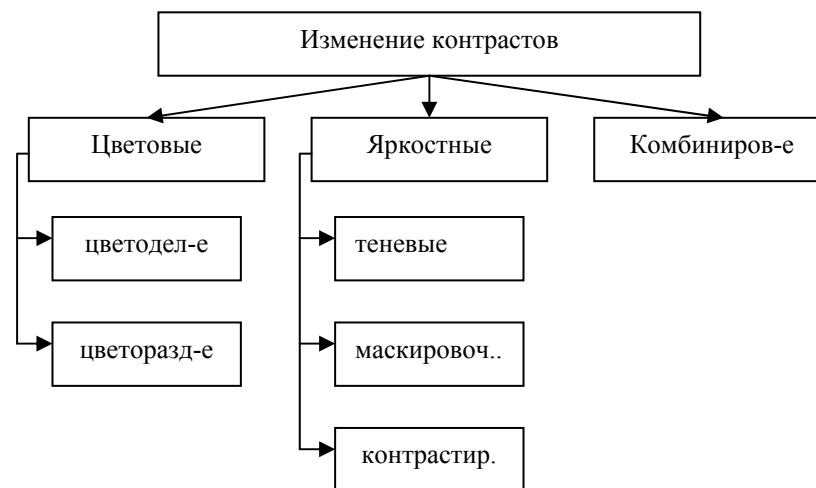 Изменение контрастов
Цветовые
Яркостные
Комбиниров-е
цветодел-е
теневые
цветоразд-е
маскировоч..
контрастир.